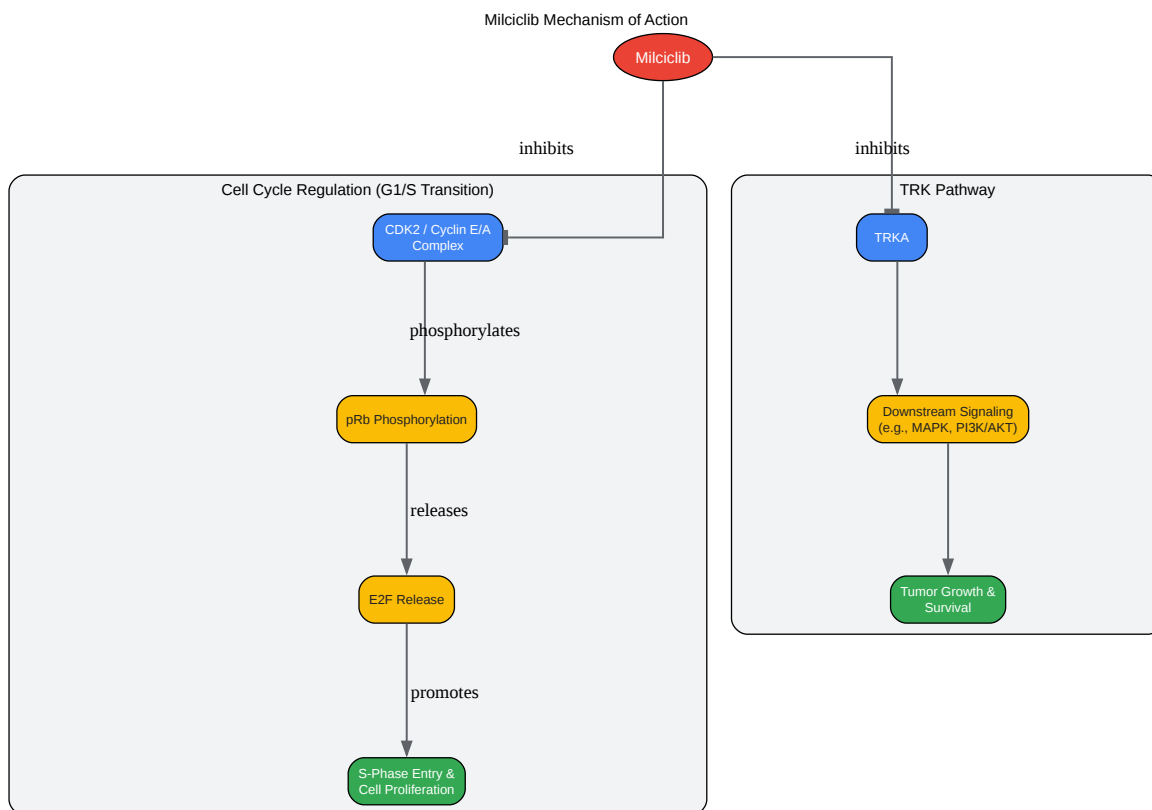 Milciclib Mechanism of Action
Milciclib
inhibits
inhibits
Cell Cycle Regulation (G1/S Transition)
CDK2 / Cyclin E/A
Complex
phosphorylates
pRb Phosphorylation
releases
E2F Release
promotes
S-Phase Entry &
Cell Proliferation
TRK Pathway
TRKA
Downstream Signaling
(e.g., MAPK, PI3K/AKT)
Tumor Growth &
Survival